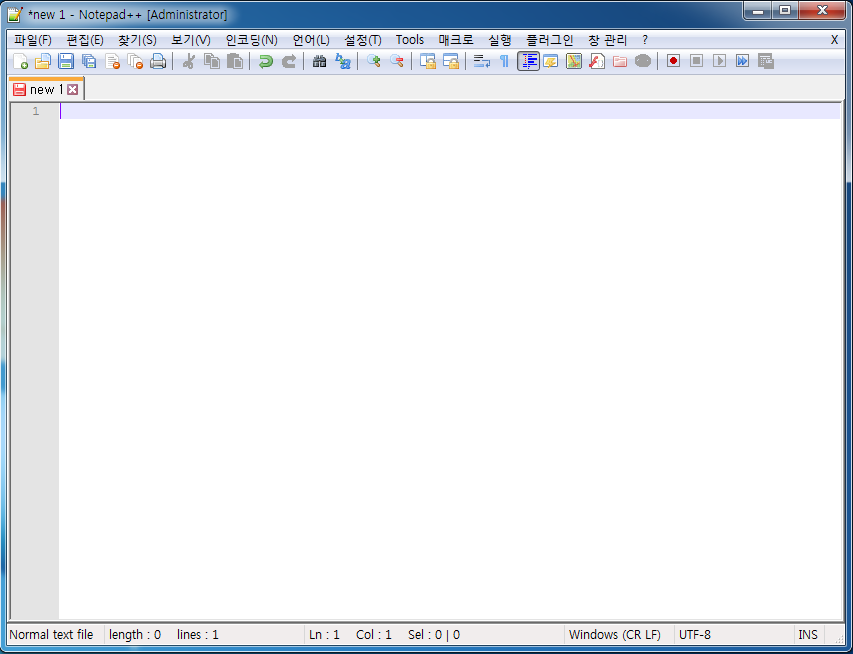 *new 1 - Notepad++ [Administrator]
파일(F) 편집(E) 찾기(S) 보기(V) 인코딩(N) 언어(L) 설정(T) Tools 매크로 실행 플러그인 창 관리 ? X
new 1
1
Normal text file length : 0 lines : 1 Ln : 1 Col : 1 Sel : 0 | 0 Windows (CR LF) UTF-8 INS